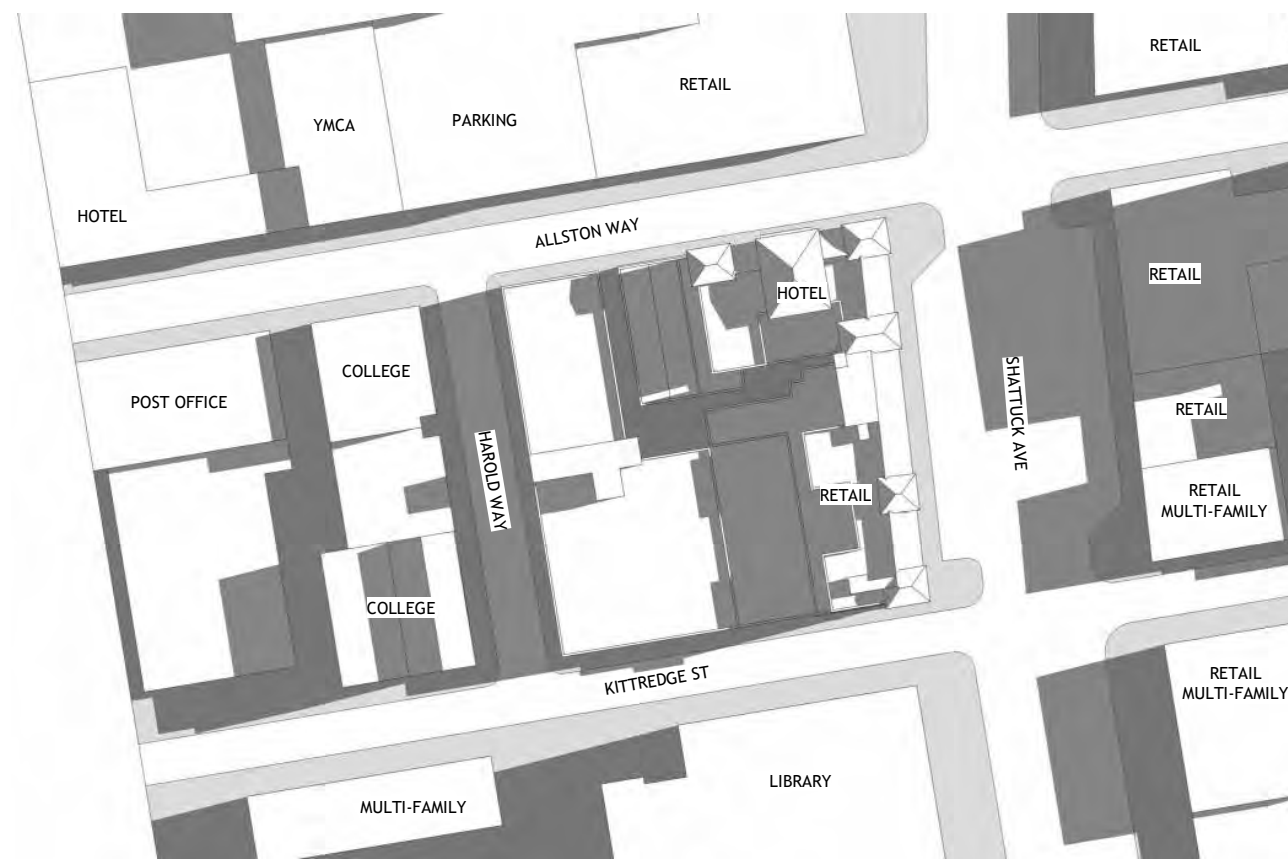 RETAIL
RETAIL
YMCA
PARKING
HOTEL
ALLSTON WAY
RETAIL
HOTEL
COLLEGE
SHATTUCK AVE
POST OFFICE
RETAIL
HAROLD WAY
RETAIL
RETAIL
MULTI-FAMILY
COLLEGE
KITTREDGE ST
RETAIL
MULTI-FAMILY
LIBRARY
MULTI-FAMILY